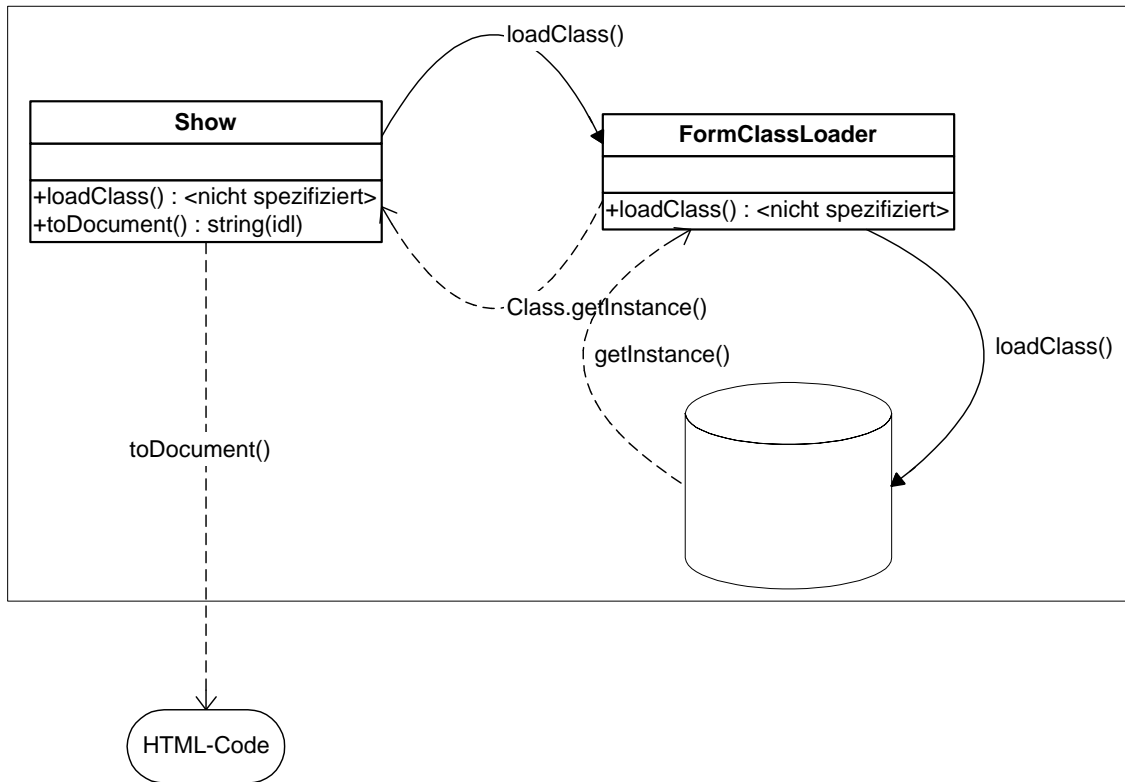 loadClass()
Show
+loadClass() : <nicht spezifiziert>
+toDocument() : string(idl)
FormClassLoader
+loadClass() : <nicht spezifiziert>
Class.getInstance()
getInstance()
loadClass()
toDocument()
HTML-Code